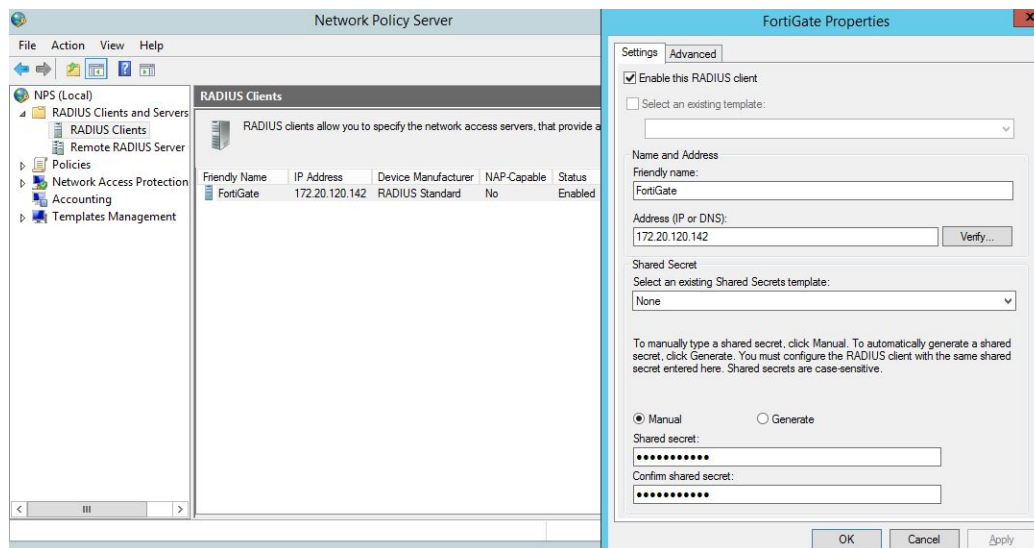 Network Policy Server
File Action View Help
NPS (Local)
RADIUS Clients and Servers
RADIUS Clients
Remote RADIUS Server
Policies
Network Access Protection
Accounting
Templates Management
RADIUS Clients
RADIUS clients allow you to specify the network access servers, that provide a
Friendly Name IP Address Device Manufacturer NAP-Capable Status
FortiGate 172.20.120.142 RADIUS Standard No Enabled
FortiGate Properties
Settings Advanced
Enable this RADIUS client
Select an existing template:
Name and Address
Friendly name:
FortiGate
Address (IP or DNS):
172.20.120.142 Verify...
Shared Secret
Select an existing Shared Secrets template:
None
To manually type a shared secret, click Manual. To automatically generate a shared
secret, click Generate. You must configure the RADIUS client with the same shared
secret entered here. Shared secrets are case-sensitive.
Manual Generate
Shared secret:
●●●●●●●●●●●
Confirm shared secret:
●●●●●●●●●●●
OK Cancel Apply